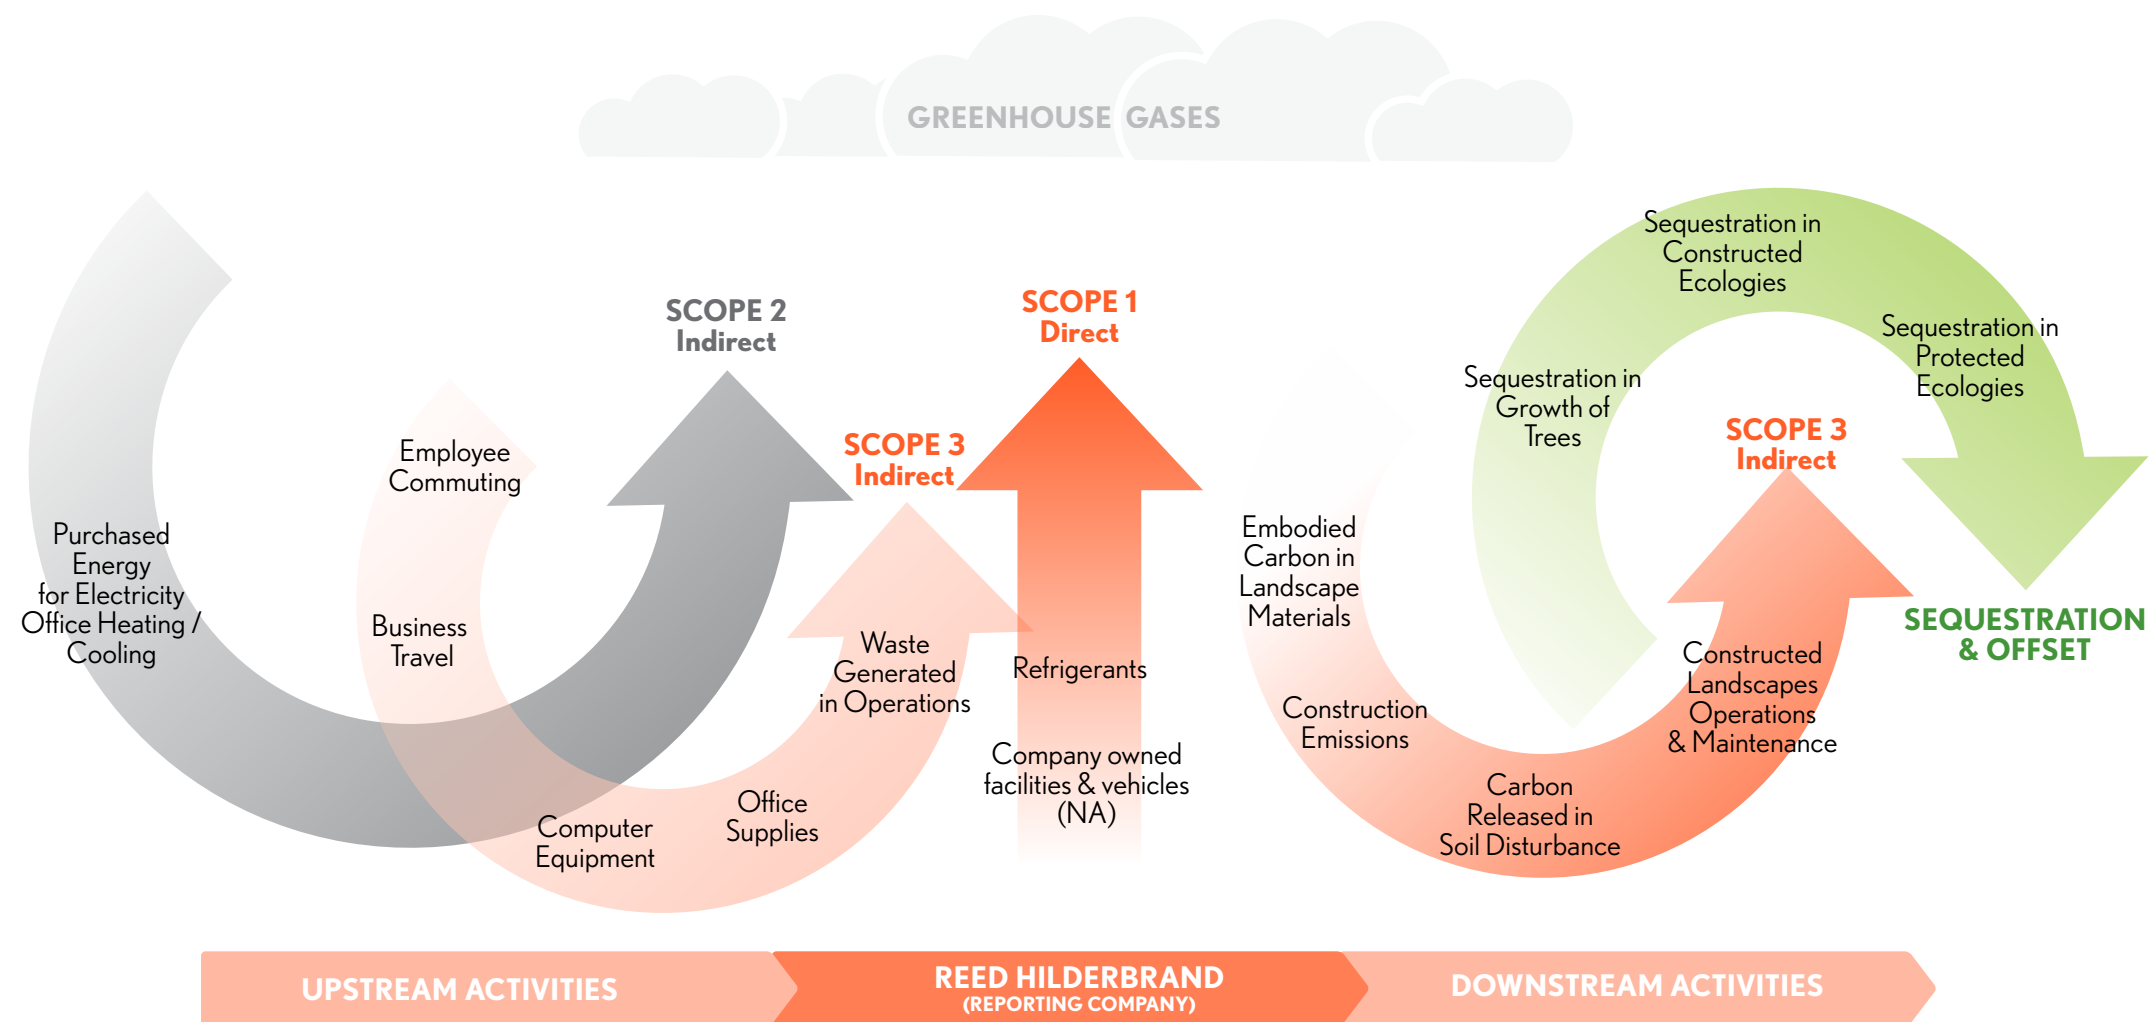 GREENHOUSE GASES
SCOPE 2
Indirect
Purchased
Energy
for Electricity
Office Heating /
Cooling
SCOPE 3
Indirect
Employee
Commuting
Business
Travel
Computer
Equipment
Office
Supplies
Waste
Generated
in Operations
SCOPE 1
Direct
Refrigerants
Company owned
facilities & vehicles
(NA)
SCOPE 3
Indirect
Embodied
Carbon in
Landscape
Materials
Construction
Emissions
Carbon
Released in
Soil Disturbance
Constructed
Landscapes
Operations
& Maintenance
Sequestration in
Growth of
Trees
Sequestration in
Constructed
Ecologies
Sequestration in
Protected
Ecologies
SEQUESTRATION
& OFFSET
UPSTREAM ACTIVITIES
REED HILDERBRAND
(REPORTING COMPANY)
DOWNSTREAM ACTIVITIES